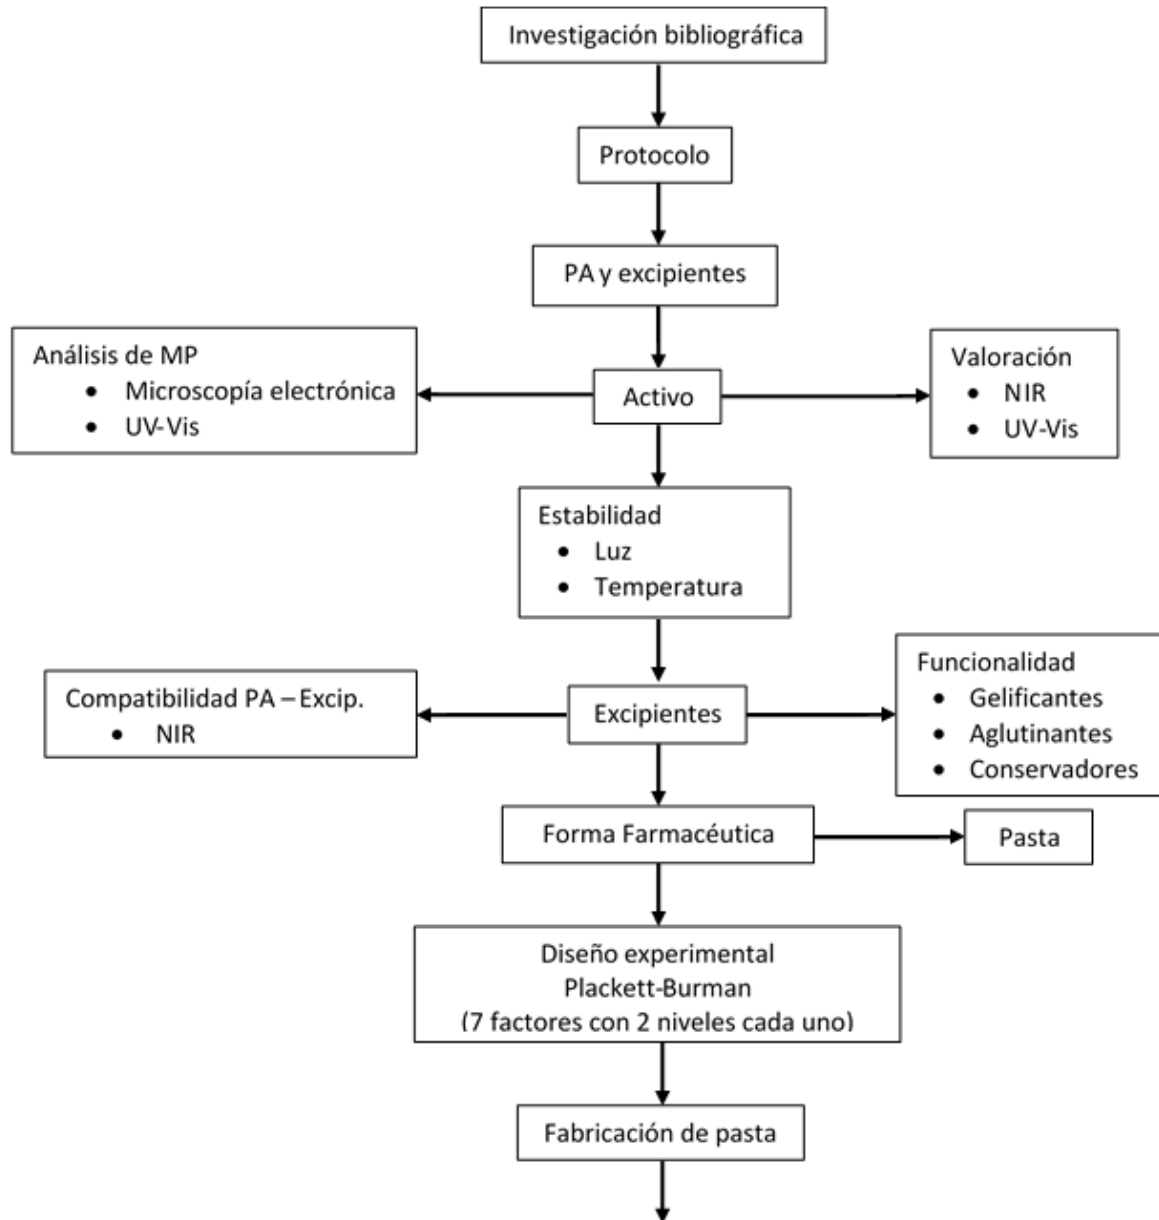 Investigación bibliográfica
Protocolo
PA y excipientes
Análisis de MP
• Microscopía electrónica
• UV-Vis
Activo
Valoración
• NIR
• UV-Vis
Estabilidad
• Luz
• Temperatura
Compatibilidad PA – Excip.
• NIR
Excipientes
Funcionalidad
• Gelificantes
• Aglutinantes
• Conservadores
Forma Farmacéutica
Pasta
Diseño experimental
Plackett-Burman
(7 factores con 2 niveles cada uno)
Fabricación de pasta